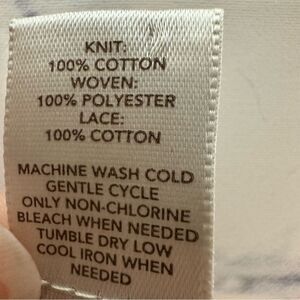 KNIT:
100% COTTON
WOVEN:
100% POLYESTER
LACE:
100% COTTON
MACHINE WASH COLD
GENTLE CYCLE
ONLY NON-CHLORINE
BLEACH WHEN NEEDED
TUMBLE DRY LOW
COOL IRON WHEN
NEEDED